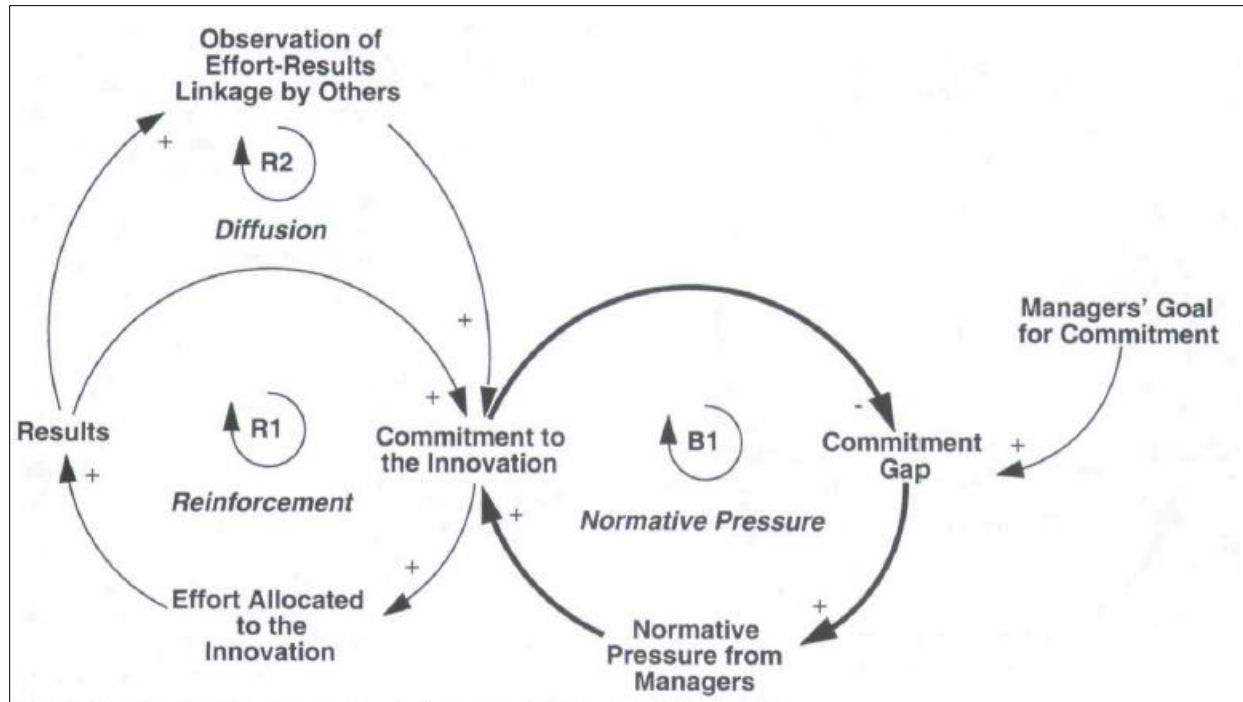 Observation of
Effort-Results
Linkage by Others
+
R2
Diffusion
+
Managers' Goal
for Commitment
+
-
+
Results
R1
Commitment to
the Innovation
B1
Commitment
Gap
+
Reinforcement
+
Normative Pressure
+
+
Effort Allocated
to the
Innovation
Normative
Pressure from
Managers